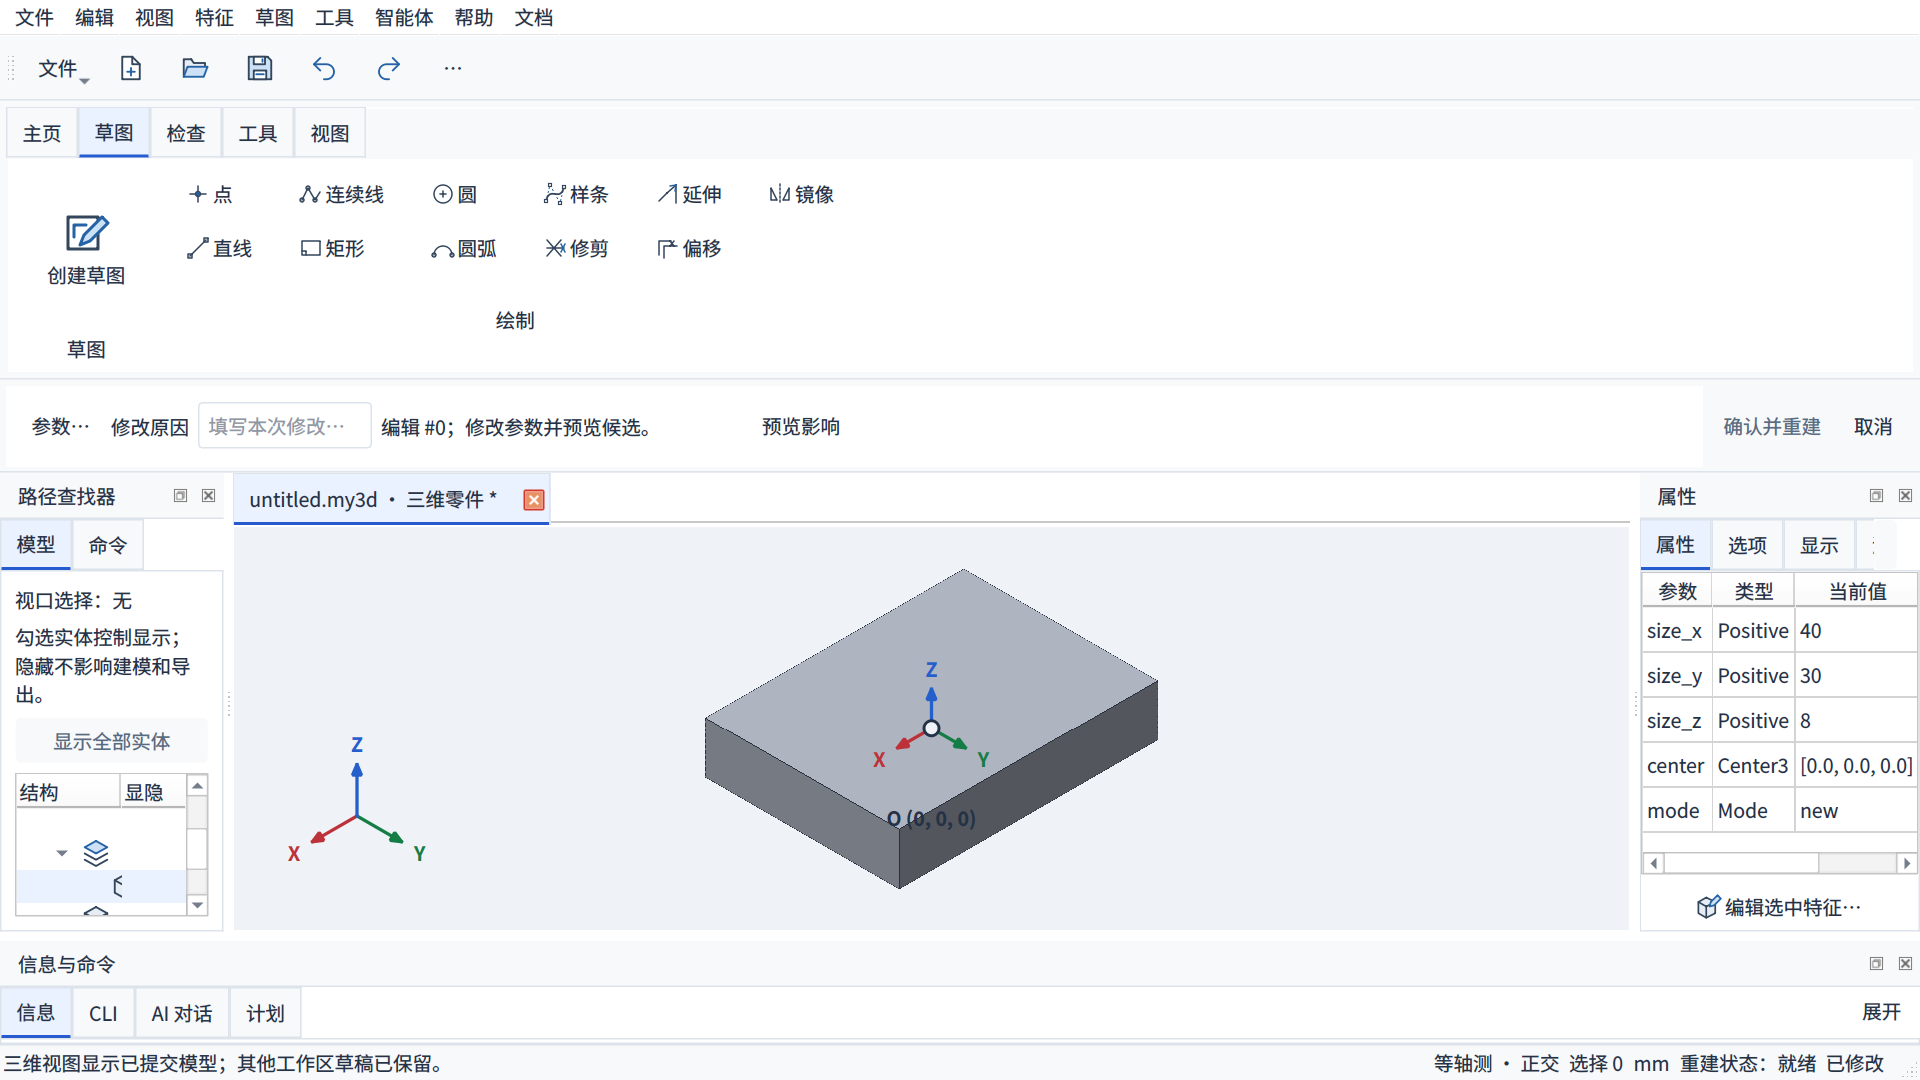 文件 编辑 视图 特征 草图 工具 智能体 帮助 文档
文件 ···
主页 草图 检查 工具 视图
点 连续线 圆 样条 延伸 镜像
创建草图
直线 矩形 圆弧 修剪 偏移
绘制
草图
参数··· 修改原因 填写本次修改··· 编辑 #0；修改参数并预览候选。 预览影响 确认并重建 取消
路径查找器
模型 命令
视口选择：无
勾选实体控制显示；
隐藏不影响建模和导
出。
显示全部实体
结构 显隐
untitled.my3d · 三维零件 *
Z
X
Y
Z
X
Y
O (0, 0, 0)
属性
属性 选项 显示
参数 类型 当前值
size_x Positive 40
size_y Positive 30
size_z Positive 8
center Center3 [0.0, 0.0, 0.0]
mode Mode new
编辑选中特征···
信息与命令
信息 CLI AI 对话 计划 展开
三维视图显示已提交模型；其他工作区草稿已保留。 等轴测 · 正交 选择 0 mm 重建状态：就绪 已修改